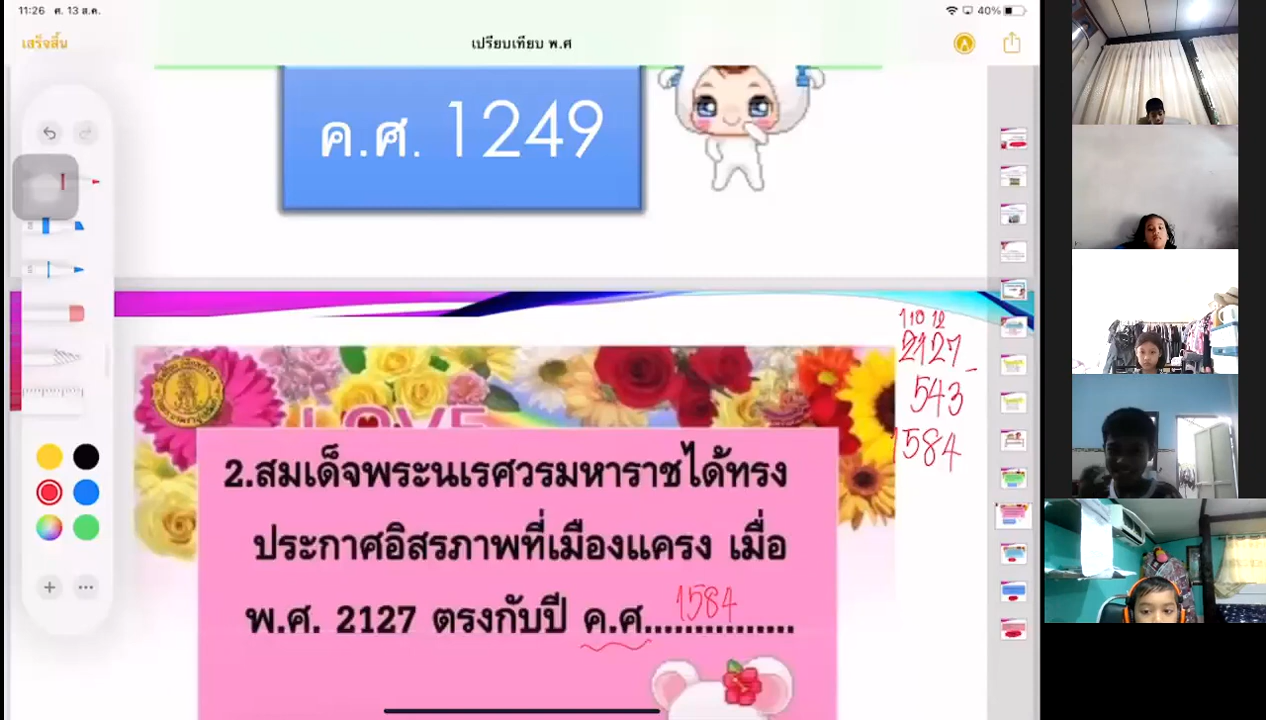 11:26 ศ. 13 ส.ค.
40%
เสร็จสิ้น
เปรียบเทียบ พ.ศ
ค.ศ. 1249
110 12
2127 -
543
1584
LOVE
2.สมเด็จพระนเรศวรมหาราชได้ทรง
ประกาศอิสรภาพที่เมืองแครง เมื่อ
พ.ศ. 2127 ตรงกับปี ค.ศ...............
1584